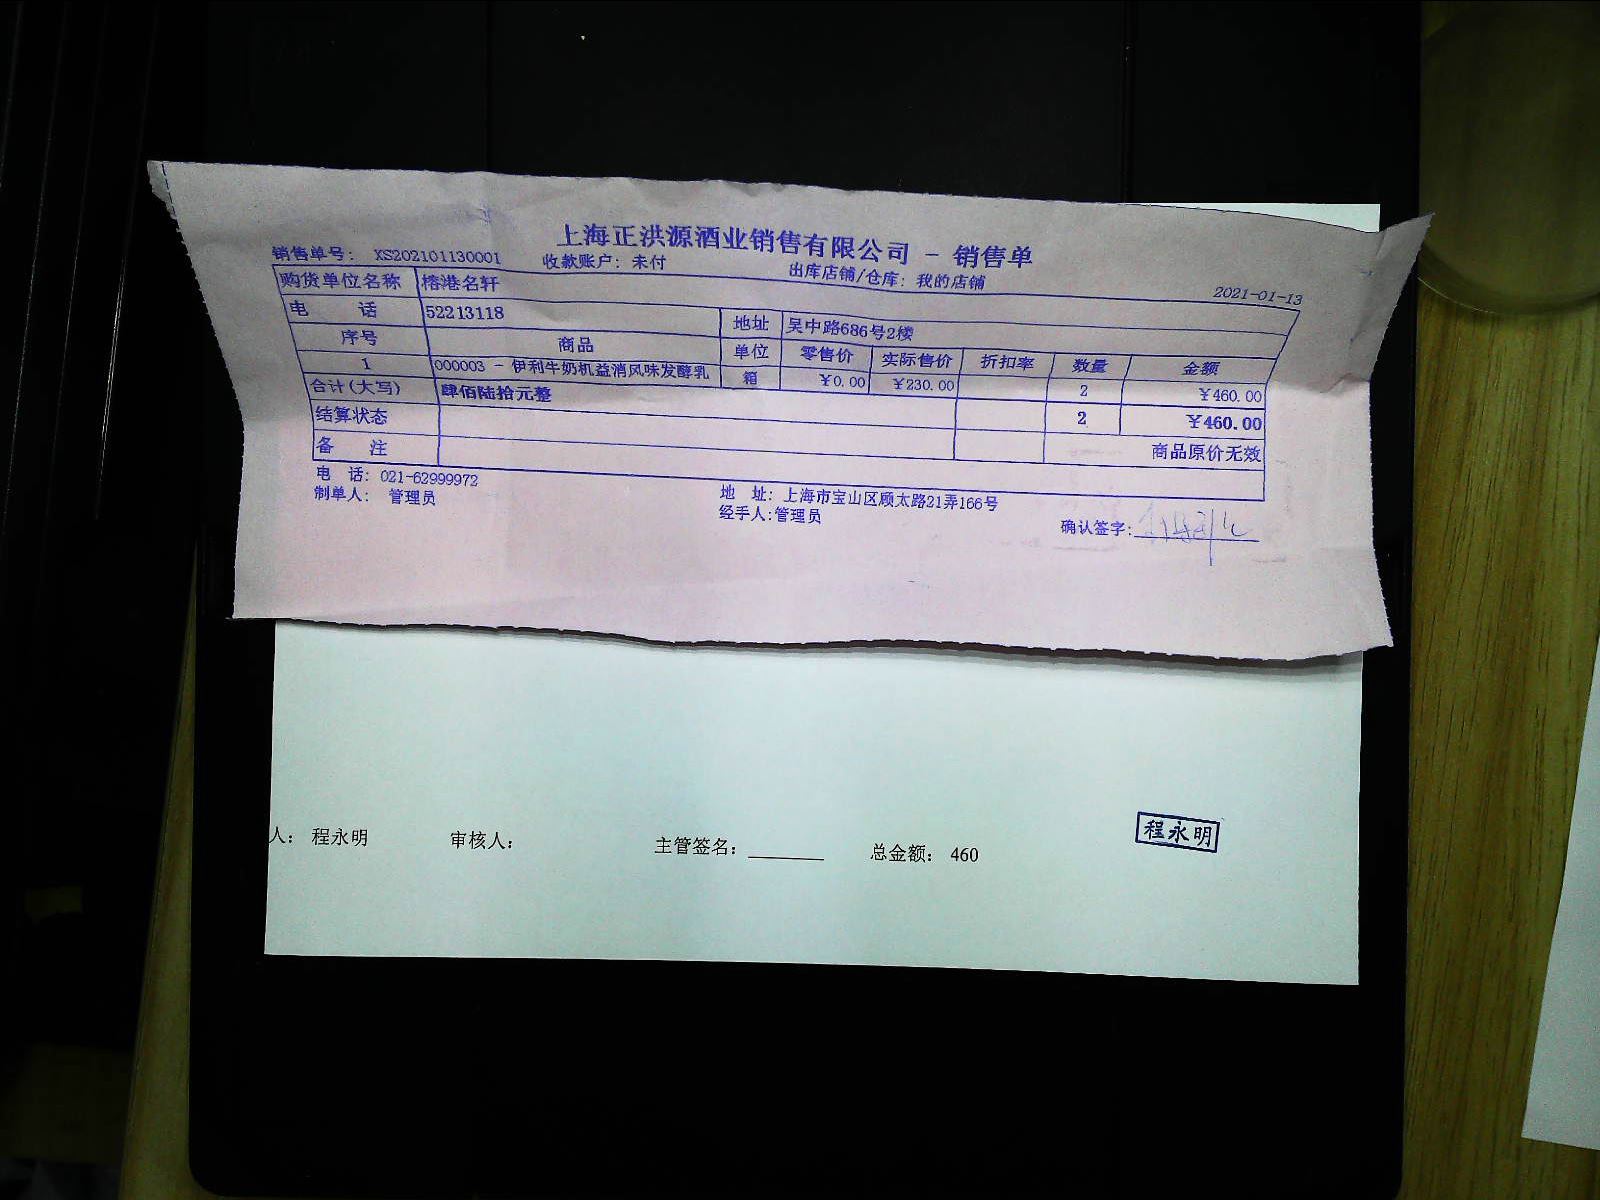 上海正洪源酒业销售有限公司 - 销售单
销售单号： XS202101130001 收款账户：未付 出库店铺/仓库：我的店铺 2021-01-13
购货单位名称 榕港名轩
电 话 52213118 地址 吴中路686号2楼
序号 商品 单位 零售价 实际售价 折扣率 数量 金额
1 000003 - 伊利牛奶机益消风味发酵乳 箱 ￥0.00 ￥230.00 2 ￥460.00
合计(大写) 肆佰陆拾元整 2 ￥460.00
结算状态 商品原价无效
备 注
电 话：021-62999972 地 址：上海市宝山区顾太路21弄166号
制单人： 管理员 经手人:管理员 确认签字:
人： 程永明 审核人： 主管签名： 总金额： 460
程永明